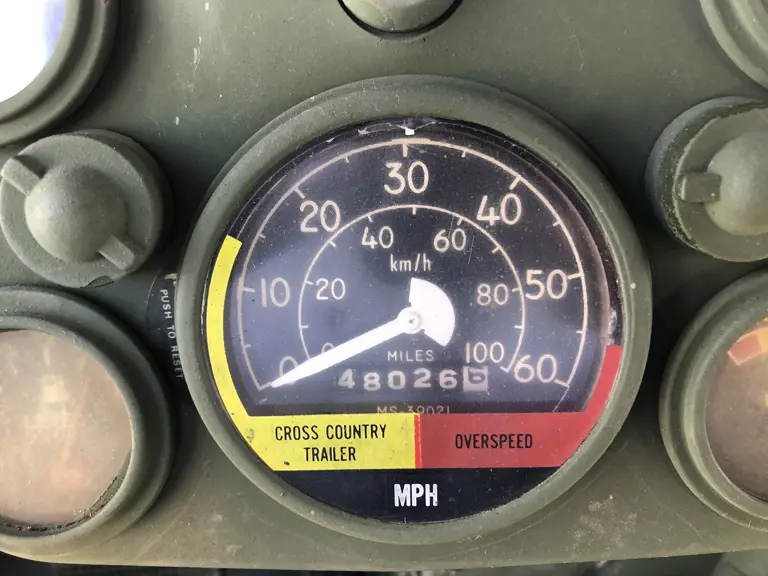 30
20
40
40
60
km/h
10
20
80
50
0
0
MILES
100
60
48026
MS-39021
CROSS COUNTRY
TRAILER
OVERSPEED
MPH
PUSH TO RESET